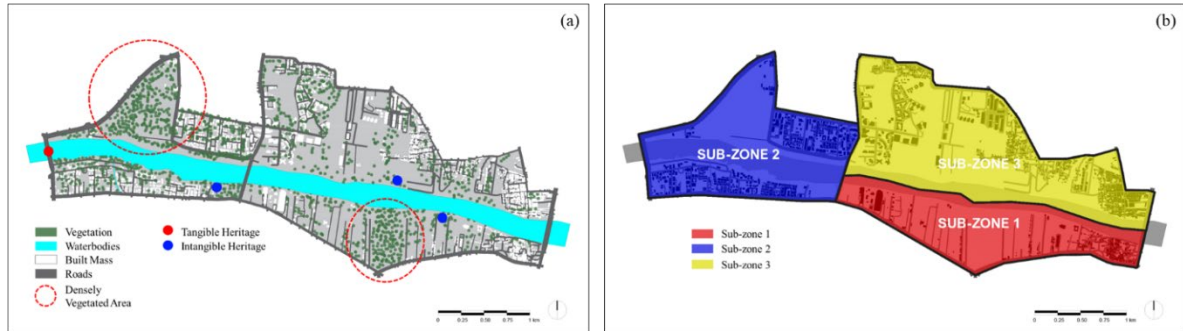 (a)
Vegetation
Waterbodies
Built Mass
Roads
Densely
Vegetated Area
Tangible Heritage
Intangible Heritage
0 0.25 0.50 0.75 1 km
(b)
SUB-ZONE 2
SUB-ZONE 3
SUB-ZONE 1
Sub-zone 1
Sub-zone 2
Sub-zone 3
0 0.25 0.50 0.75 1 km